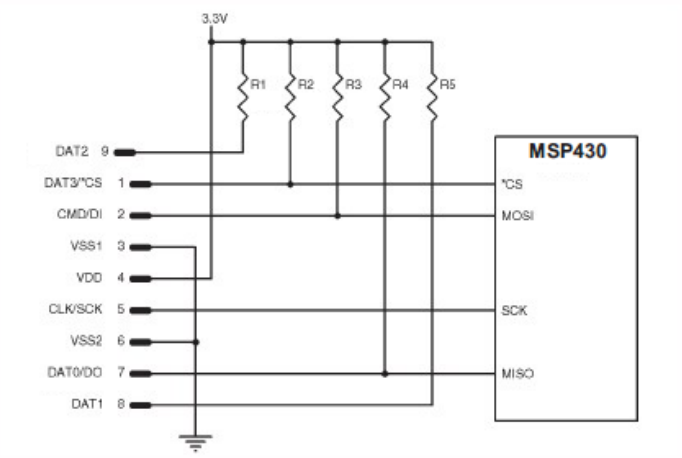 3.3V
R1 R2 R3 R4 R5
DAT2 9
MSP430
DAT3/*CS 1
*CS
CMD/DI 2
MOSI
VSS1 3
VDD 4
CLK/SCK 5
SCK
VSS2 6
DAT0/DO 7
MISO
DAT1 8